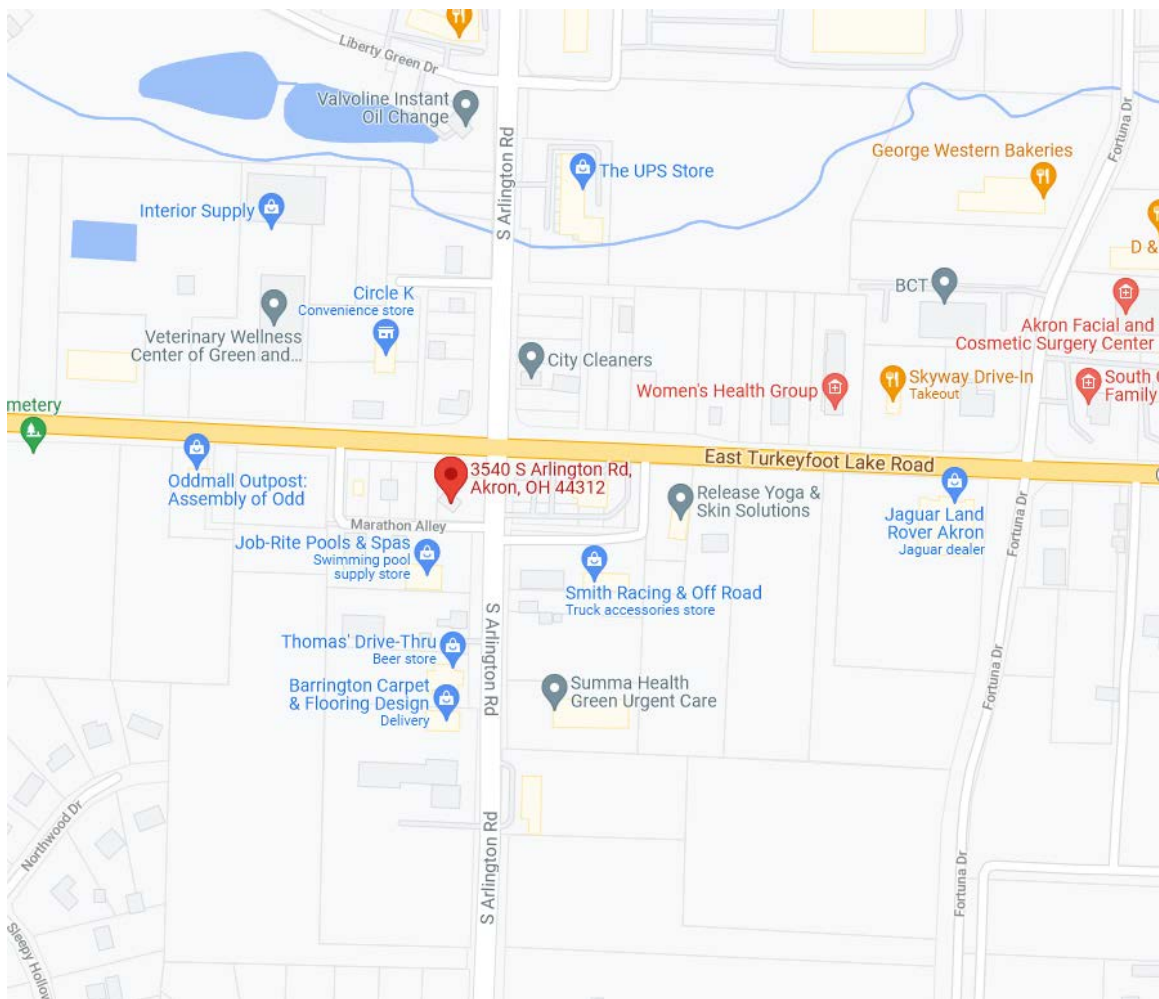 Liberty Green Dr
Valvoline Instant
Oil Change
S Arlington Rd
Fortuna Dr
George Western Bakeries
The UPS Store
Interior Supply
D &
BCT
Circle K
Convenience store
Veterinary Wellness
Center of Green and...
Akron Facial and
Cosmetic Surgery Center
City Cleaners
Women's Health Group
Skyway Drive-In
Takeout
South
Family
metery
East Turkeyfoot Lake Road
3540 S Arlington Rd,
Akron, OH 44312
Oddmall Outpost:
Assembly of Odd
Release Yoga &
Skin Solutions
Jaguar Land
Rover Akron
Jaguar dealer
Fortuna Dr
Marathon Alley
Job-Rite Pools & Spas
Swimming pool
supply store
Smith Racing & Off Road
Truck accessories store
S Arlington Rd
Thomas' Drive-Thru
Beer store
Barrington Carpet
& Flooring Design
Delivery
Summa Health
Green Urgent Care
Fortuna Dr
Northwood Dr
S Arlington Rd
Fortuna Dr
Sleepy Hollow